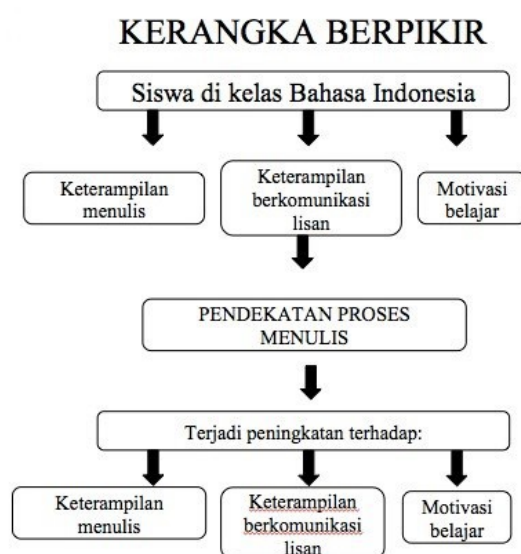 KERANGKA BERPIKIR
Siswa di kelas Bahasa Indonesia
Keterampilan
menulis
Keterampilan
berkomunikasi
lisan
Motivasi
belajar
PENDEKATAN PROSES
MENULIS
Terjadi peningkatan terhadap:
Keterampilan
menulis
Keterampilan
berkomunikasi
lisan
Motivasi
belajar